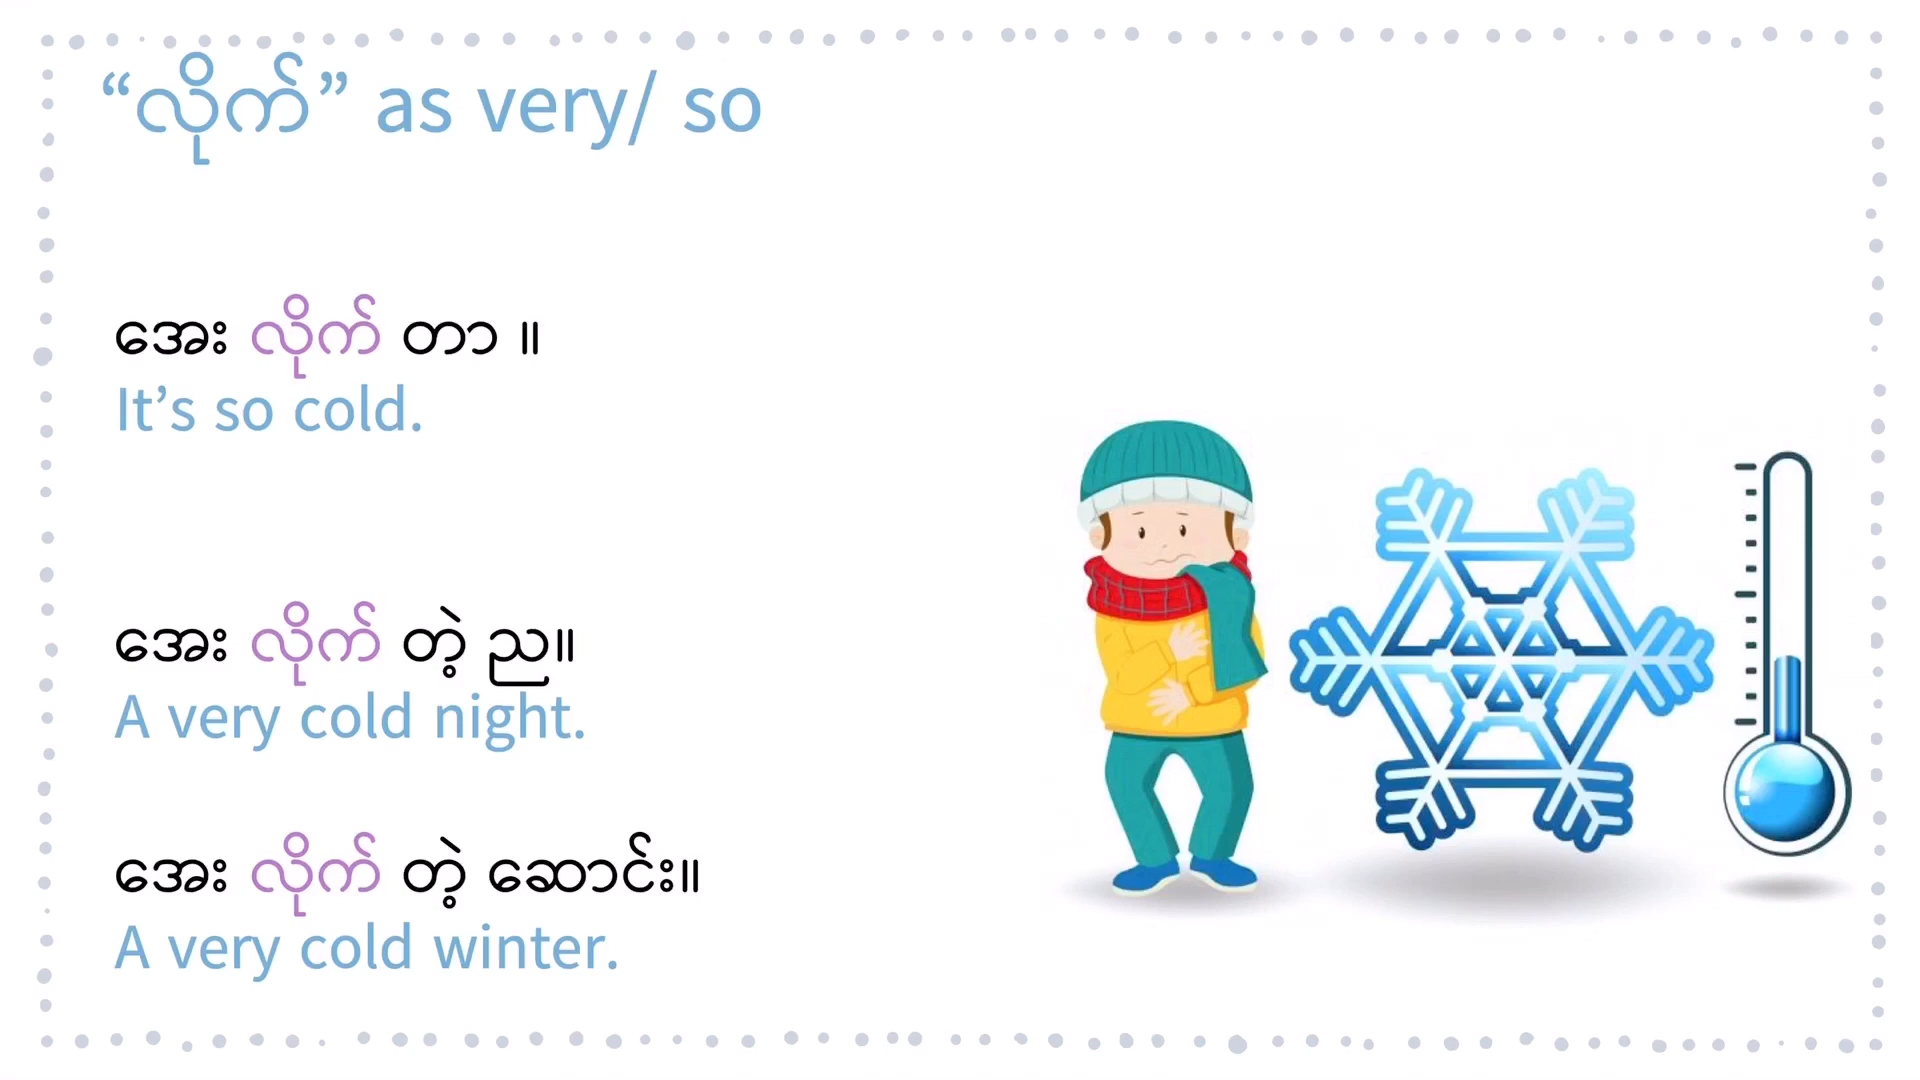 “လိုက်” as very/ so
အေး လိုက် တာ ။
It’s so cold.
အေး လိုက် တဲ့ ည။
A very cold night.
အေး လိုက် တဲ့ ဆောင်း။
A very cold winter.